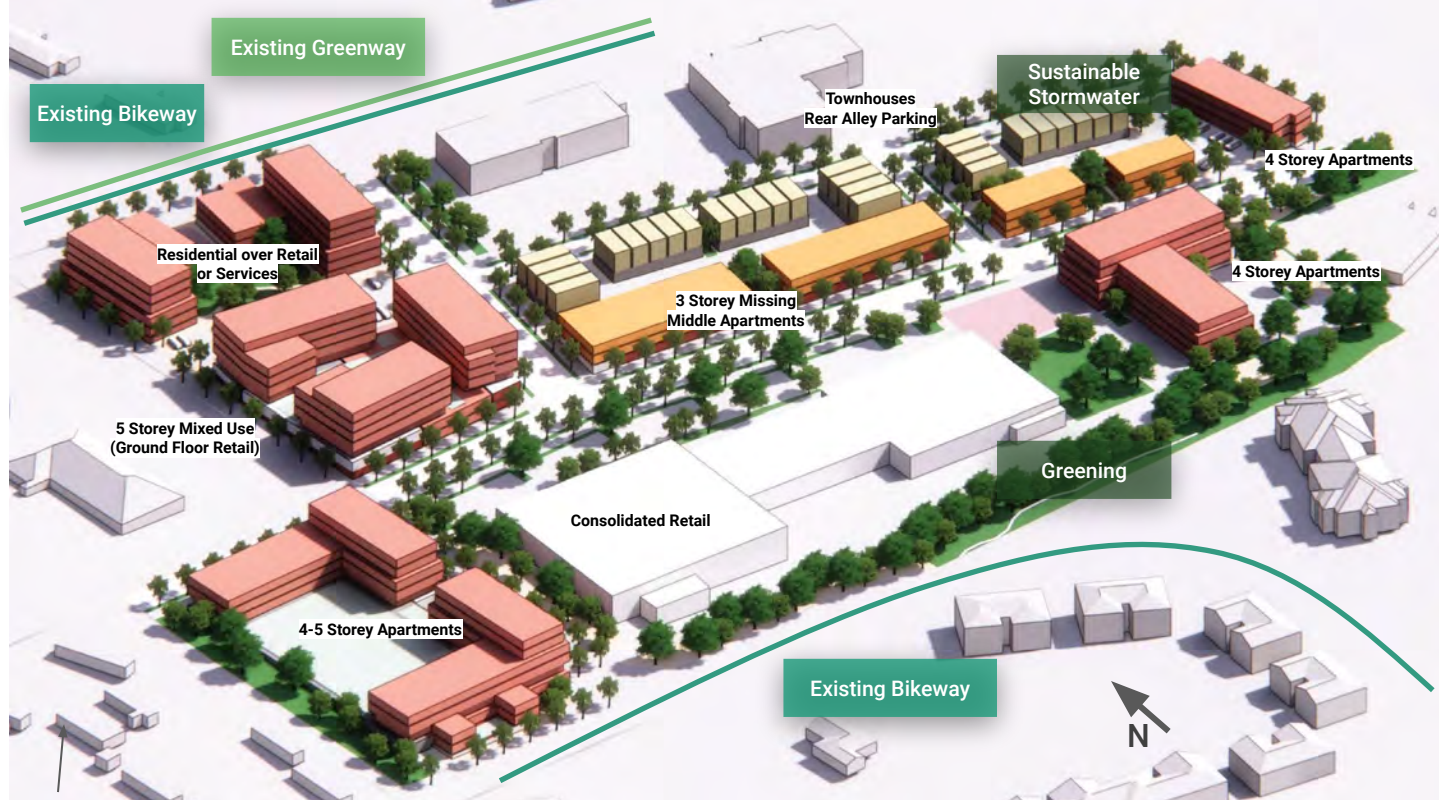 Existing Greenway
Existing Bikeway
Townhouses
Rear Alley Parking
Sustainable
Stormwater
4 Storey Apartments
Residential over Retail
or Services
4 Storey Apartments
3 Storey Missing
Middle Apartments
5 Storey Mixed Use
(Ground Floor Retail)
Greening
Consolidated Retail
4-5 Storey Apartments
Existing Bikeway
N